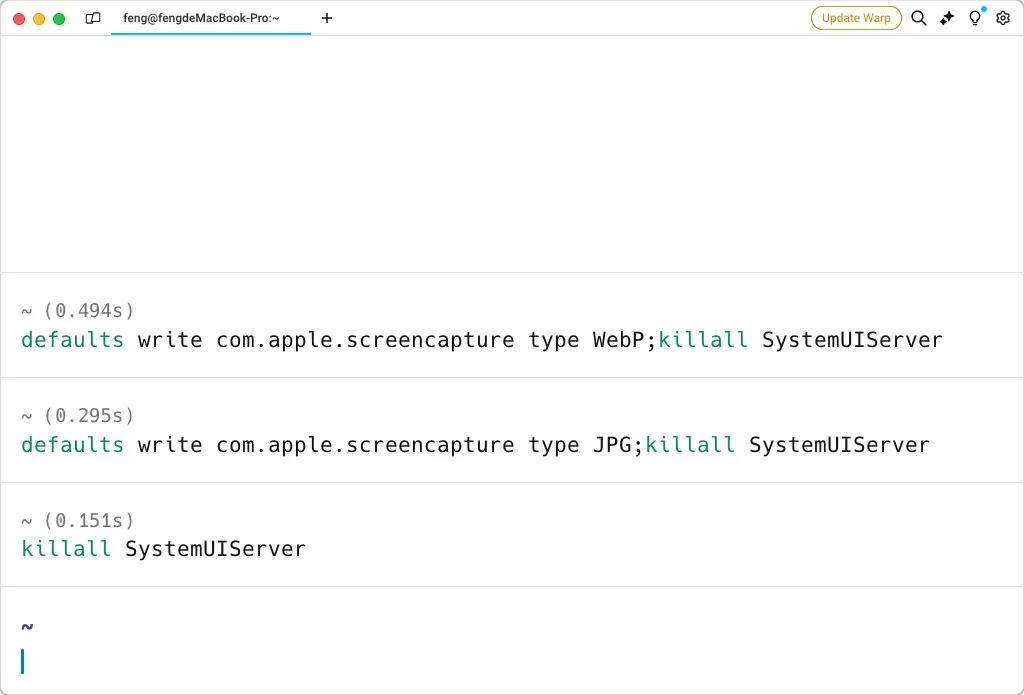 feng@fengdeMacBook-Pro:~
Update Warp
~ (0.494s)
defaults write com.apple.screencapture type WebP;killall SystemUIServer
~ (0.295s)
defaults write com.apple.screencapture type JPG;killall SystemUIServer
~ (0.151s)
killall SystemUIServer
~